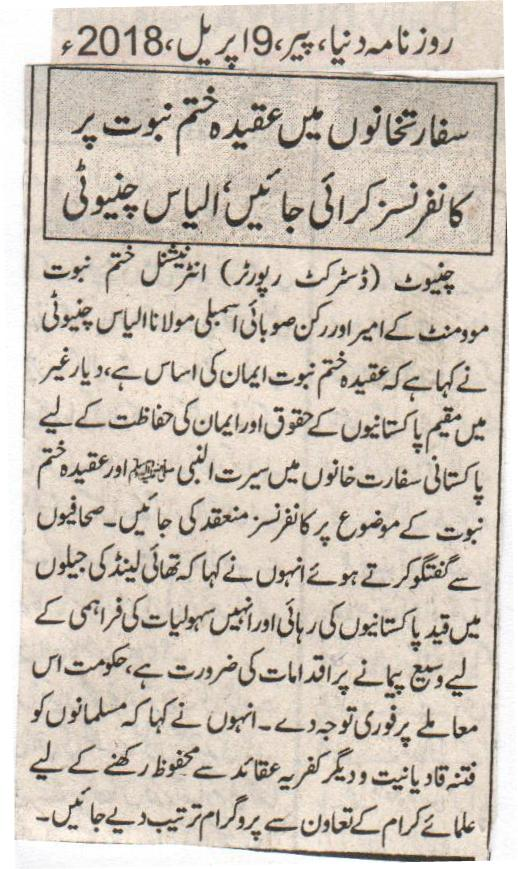 روزنامہ دنیا، پیر، 9 اپریل، 2018ء
سفارتخانوں میں عقیدہ ختم نبوت پر
کانفرنسز کرائی جائیں، الیاس چنیوٹی
چنیوٹ (ڈسٹرکٹ رپورٹر) انٹرنیشنل ختم نبوت
موومنٹ کے امیر اور رکن صوبائی اسمبلی مولانا الیاس چنیوٹی
نے کہا ہے کہ عقیدہ ختم نبوت ایمان کی اساس ہے، دیار غیر
میں مقیم پاکستانیوں کے حقوق اور ایمان کی حفاظت کے لیے
پاکستانی سفارت خانوں میں سیرت النبی ﷺ اور عقیدہ ختم
نبوت کے موضوع پر کانفرنسز منعقد کی جائیں۔ صحافیوں
سے گفتگو کرتے ہوئے انہوں نے کہا کہ تھائی لینڈ کی جیلوں
میں قید پاکستانیوں کی رہائی اور انہیں سہولیات کی فراہمی کے
لیے وسیع پیمانے پر اقدامات کی ضرورت ہے، حکومت اس
معاملے پر فوری توجہ دے۔ انہوں نے کہا کہ مسلمانوں کو
فتنہ قادیانیت و دیگر کفریہ عقائد سے محفوظ رکھنے کے لیے
علمائے کرام کے تعاون سے پروگرام ترتیب دیے جائیں۔